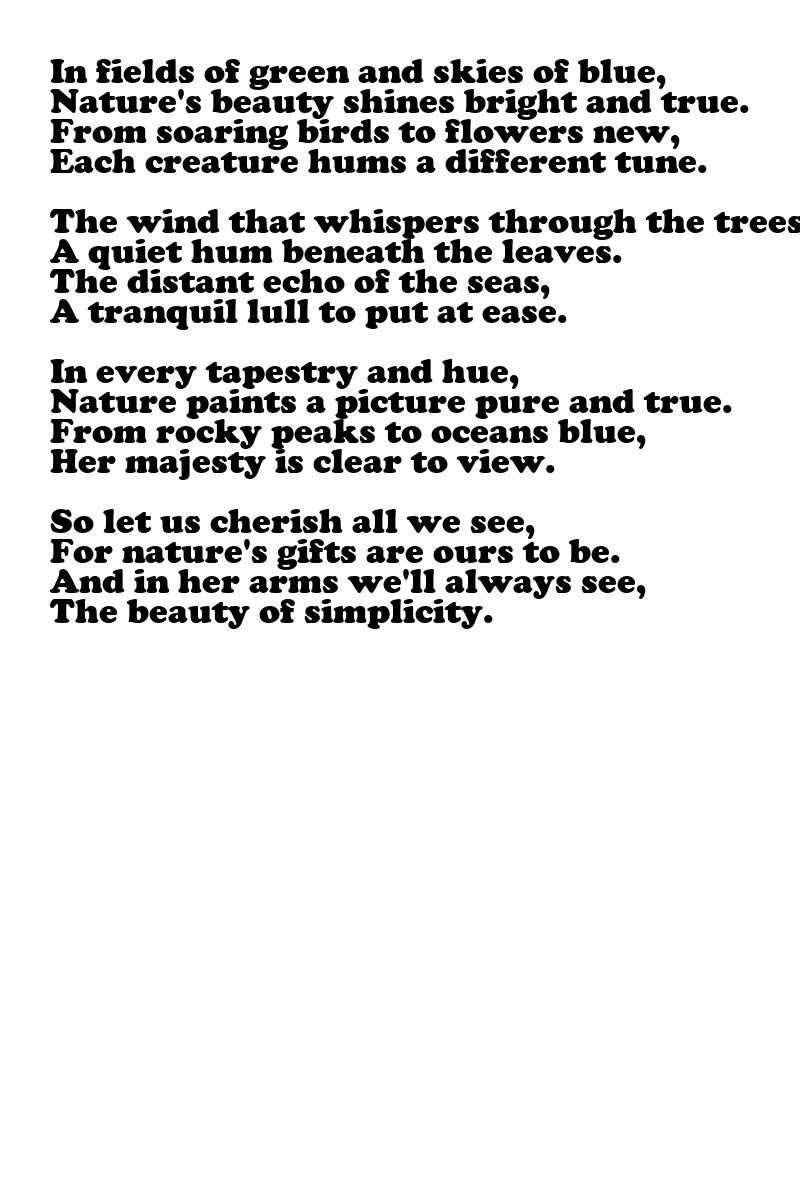 In fields of green and skies of blue,
Nature's beauty shines bright and true.
From soaring birds to flowers new,
Each creature hums a different tune.

The wind that whispers through the trees
A quiet hum beneath the leaves.
The distant echo of the seas,
A tranquil lull to put at ease.

In every tapestry and hue,
Nature paints a picture pure and true.
From rocky peaks to oceans blue,
Her majesty is clear to view.

So let us cherish all we see,
For nature's gifts are ours to be.
And in her arms we'll always see,
The beauty of simplicity.